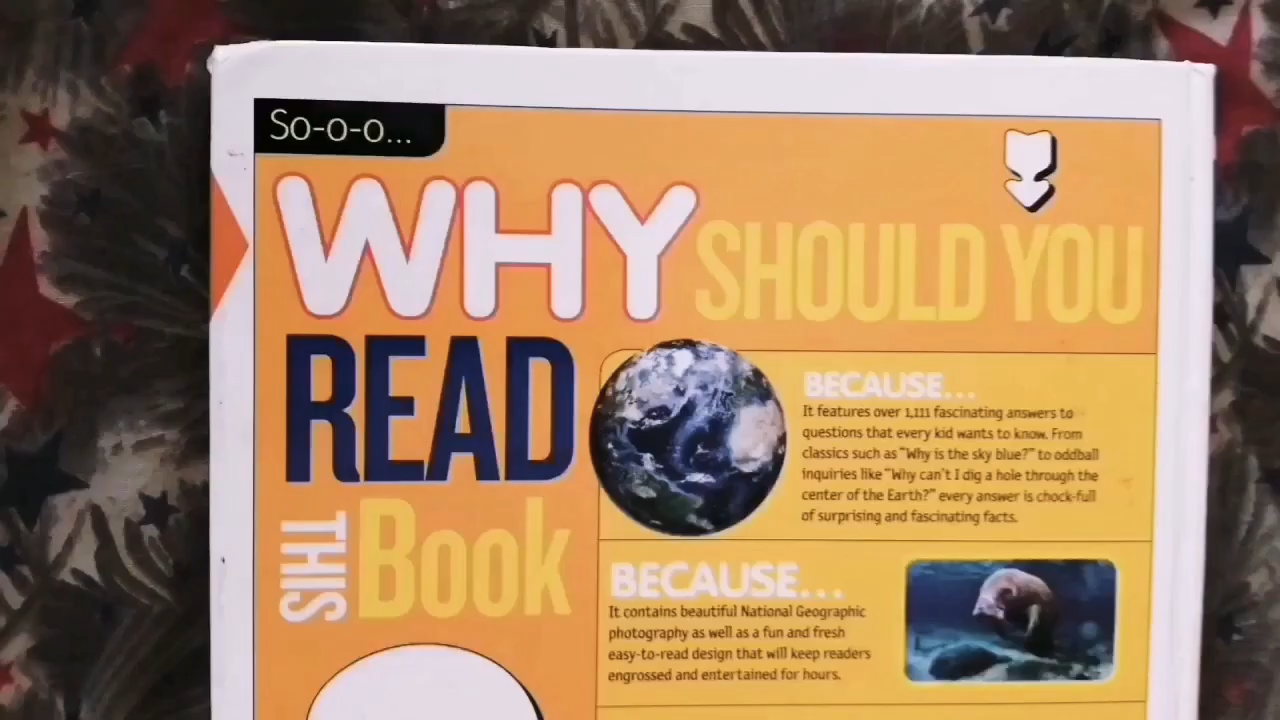 So-o-o...
WHY SHOULD YOU
READ
THIS Book
BECAUSE...
It features over 1,111 fascinating answers to
questions that every kid wants to know. From
classics such as "Why is the sky blue?" to oddball
inquiries like "Why can't I dig a hole through the
center of the Earth?" every answer is chock-full
of surprising and fascinating facts.
BECAUSE...
It contains beautiful National Geographic
photography as well as a fun and fresh
easy-to-read design that will keep readers
engrossed and entertained for hours.